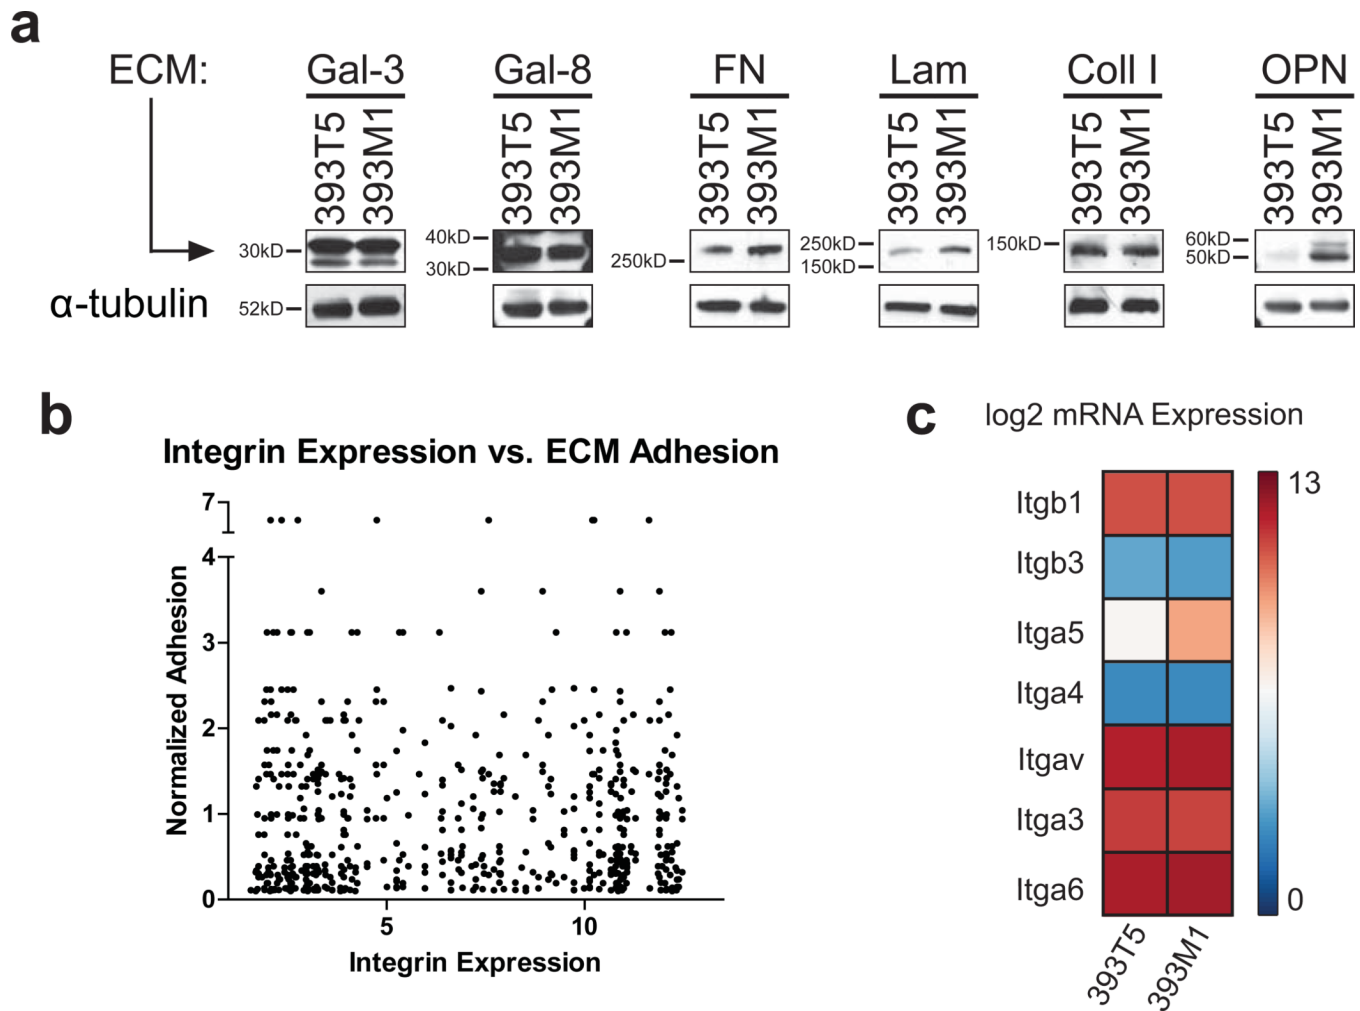 a
ECM: Gal-3 Gal-8 FN Lam Coll I OPN
393T5 393M1 393T5 393M1 393T5 393M1 393T5 393M1 393T5 393M1 393T5 393M1
30kD 40kD 30kD 250kD 250kD 150kD 150kD 60kD 50kD
α-tubulin 52kD
b
Integrin Expression vs. ECM Adhesion
7
4
3
2
1
0
Normalized Adhesion
5 10
Integrin Expression
c
log2 mRNA Expression
Itgb1
Itgb3
Itga5
Itga4
Itgav
Itga3
Itga6
393T5 393M1
13
0